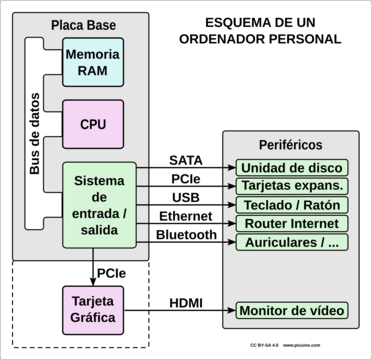 Placa Base
ESQUEMA DE UN
ORDENADOR PERSONAL
Memoria
RAM
CPU
Bus de datos
Sistema
de
entrada /
salida
SATA
PCIe
USB
Ethernet
Bluetooth
Periféricos
Unidad de disco
Tarjetas expans.
Teclado / Ratón
Router Internet
Auriculares / ...
PCIe
Tarjeta
Gráfica
HDMI
Monitor de vídeo
CC BY-SA 4.0 www.picuino.com